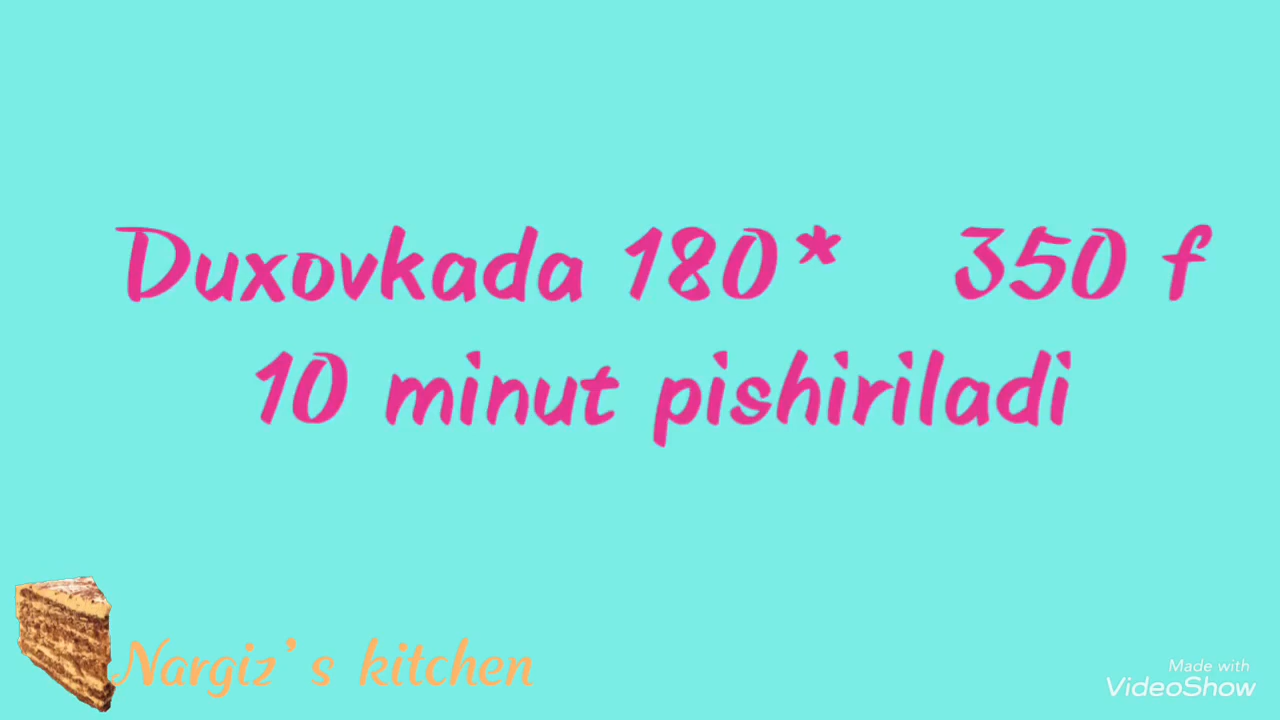 Duxovkada 180* 350 f
10 minut pishiriladi
Nargiz's kitchen
Made with
VideoShow